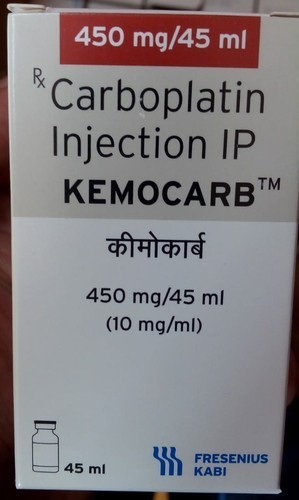 450 mg/45 ml
℞ Carboplatin
Injection IP
KEMOCARB™
कीमोकार्ब
450 mg/45 ml
(10 mg/ml)
45 ml
FRESENIUS
KABI